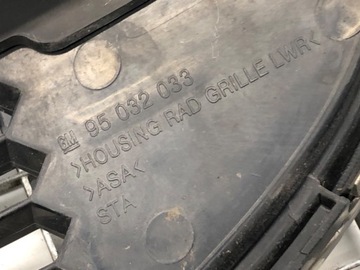 GM 95 032 033
>HOUSING RAD GRILLE LWR<
>ASA<
STA